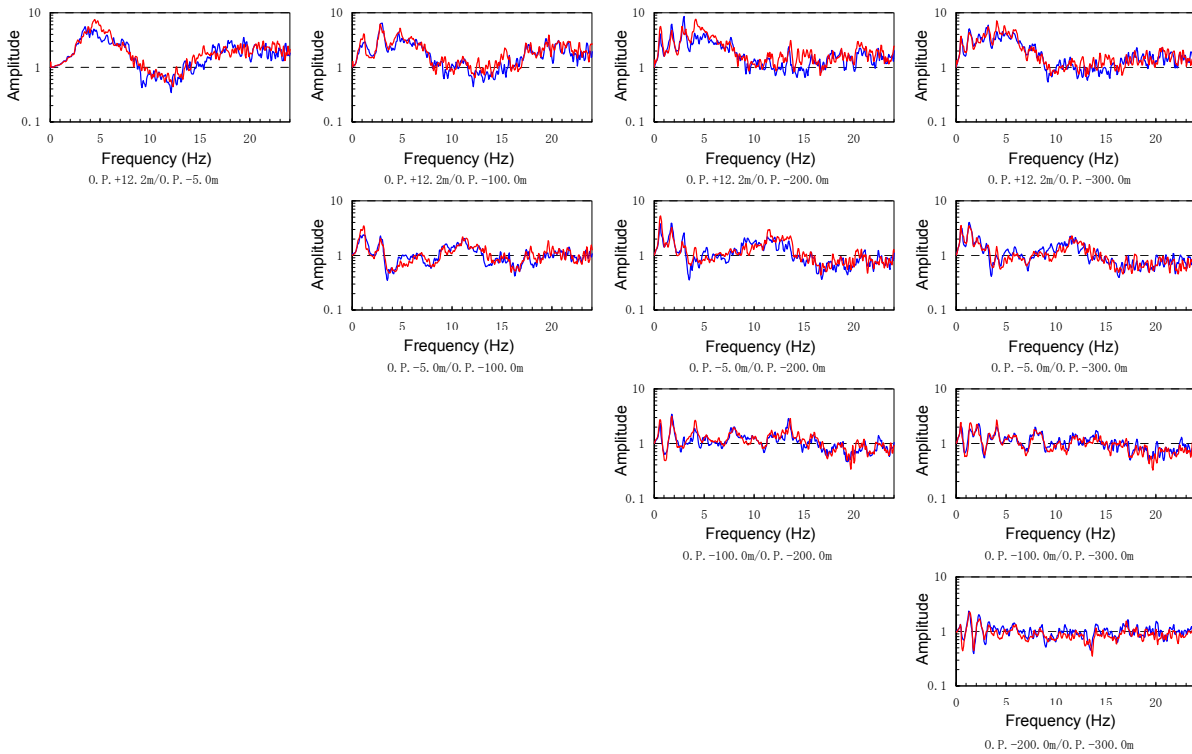 10
1
0.1
Amplitude
0 5 10 15 20
Frequency (Hz)
O.P.+12.2m/O.P.-5.0m
10
1
0.1
Amplitude
0 5 10 15 20
Frequency (Hz)
O.P.+12.2m/O.P.-100.0m
10
1
0.1
Amplitude
0 5 10 15 20
Frequency (Hz)
O.P.+12.2m/O.P.-200.0m
10
1
0.1
Amplitude
0 5 10 15 20
Frequency (Hz)
O.P.+12.2m/O.P.-300.0m
10
1
0.1
Amplitude
0 5 10 15 20
Frequency (Hz)
O.P.-5.0m/O.P.-100.0m
10
1
0.1
Amplitude
0 5 10 15 20
Frequency (Hz)
O.P.-5.0m/O.P.-200.0m
10
1
0.1
Amplitude
0 5 10 15 20
Frequency (Hz)
O.P.-5.0m/O.P.-300.0m
10
1
0.1
Amplitude
0 5 10 15 20
Frequency (Hz)
O.P.-100.0m/O.P.-200.0m
10
1
0.1
Amplitude
0 5 10 15 20
Frequency (Hz)
O.P.-100.0m/O.P.-300.0m
10
1
0.1
Amplitude
0 5 10 15 20
Frequency (Hz)
O.P.-200.0m/O.P.-300.0m